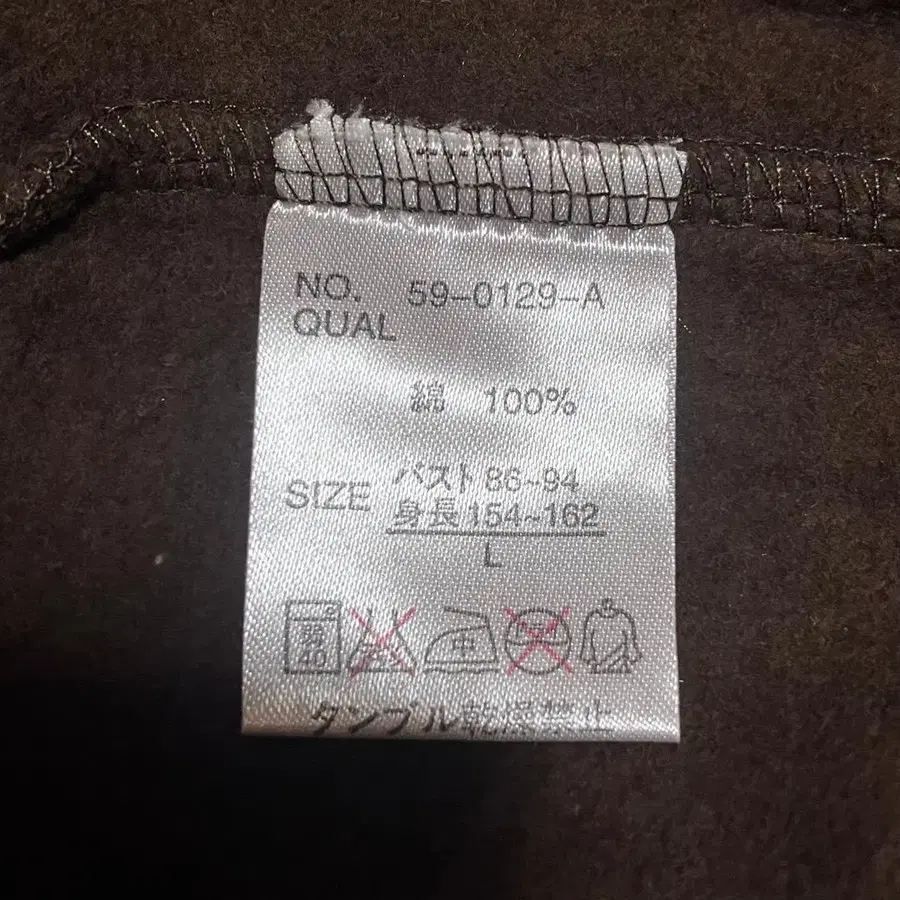 NO. 59-0129-A
QUAL
綿 100%
SIZE バスト 86~94
身長 154~162
L
40
中
タンブル乾燥禁止